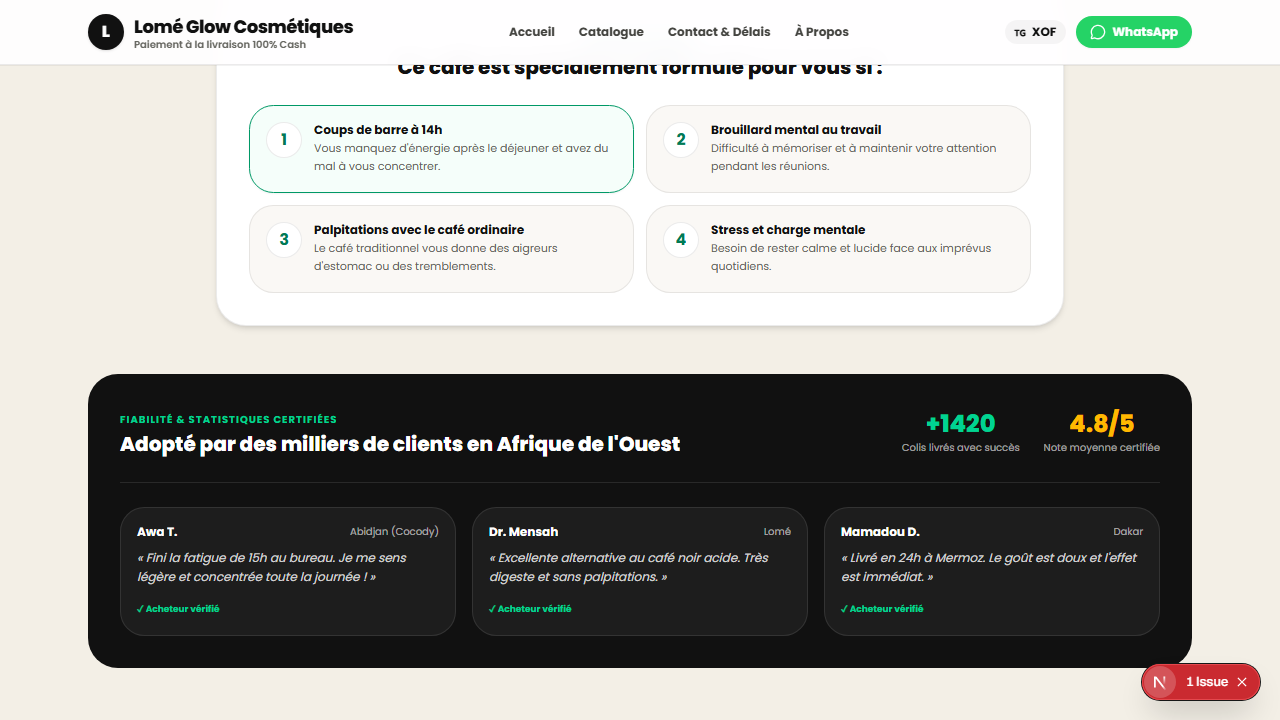 L
Lomé Glow Cosmétiques
Paiement à la livraison 100% Cash
Accueil
Catalogue
Contact & Délais
À Propos
TG XOF
WhatsApp
Ce café est spécialement formulé pour vous si :
1
Coups de barre à 14h
Vous manquez d'énergie après le déjeuner et avez du
mal à vous concentrer.
2
Brouillard mental au travail
Difficulté à mémoriser et à maintenir votre attention
pendant les réunions.
3
Palpitations avec le café ordinaire
Le café traditionnel vous donne des aigreurs
d'estomac ou des tremblements.
4
Stress et charge mentale
Besoin de rester calme et lucide face aux imprévus
quotidiens.
FIABILITÉ & STATISTIQUES CERTIFIÉES
Adopté par des milliers de clients en Afrique de l'Ouest
+1420
Colis livrés avec succès
4.8/5
Note moyenne certifiée
Awa T.
Abidjan (Cocody)
« Fini la fatigue de 15h au bureau. Je me sens
légère et concentrée toute la journée ! »
✓ Acheteur vérifié
Dr. Mensah
Lomé
« Excellente alternative au café noir acide. Très
digeste et sans palpitations. »
✓ Acheteur vérifié
Mamadou D.
Dakar
« Livré en 24h à Mermoz. Le goût est doux et l'effet
est immédiat. »
✓ Acheteur vérifié
N
1 Issue